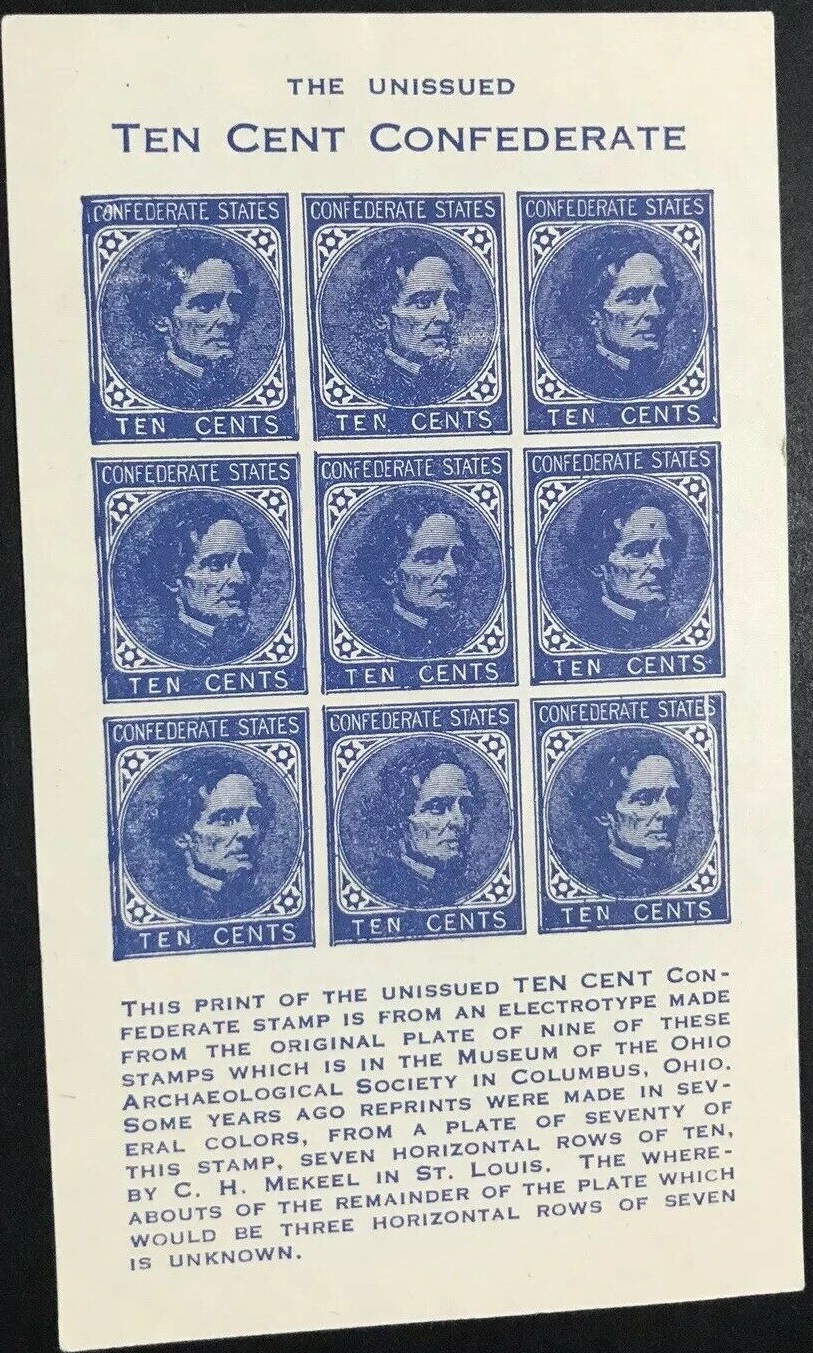 THE UNISSUED
TEN CENT CONFEDERATE
CONFEDERATE STATES CONFEDERATE STATES CONFEDERATE STATES
TEN CENTS TEN CENTS TEN CENTS
CONFEDERATE STATES CONFEDERATE STATES CONFEDERATE STATES
TEN CENTS TEN CENTS TEN CENTS
CONFEDERATE STATES CONFEDERATE STATES CONFEDERATE STATES
TEN CENTS TEN CENTS TEN CENTS
THIS PRINT OF THE UNISSUED TEN CENT CON-
FEDERATE STAMP IS FROM AN ELECTROTYPE MADE
FROM THE ORIGINAL PLATE OF NINE OF THESE
STAMPS WHICH IS IN THE MUSEUM OF THE OHIO
ARCHAEOLOGICAL SOCIETY IN COLUMBUS, OHIO.
SOME YEARS AGO REPRINTS WERE MADE IN SEV-
ERAL COLORS, FROM A PLATE OF SEVENTY OF
THIS STAMP, SEVEN HORIZONTAL ROWS OF TEN,
BY C. H. MEKEEL IN ST. LOUIS. THE WHERE-
ABOUTS OF THE REMAINDER OF THE PLATE WHICH
WOULD BE THREE HORIZONTAL ROWS OF SEVEN
IS UNKNOWN.